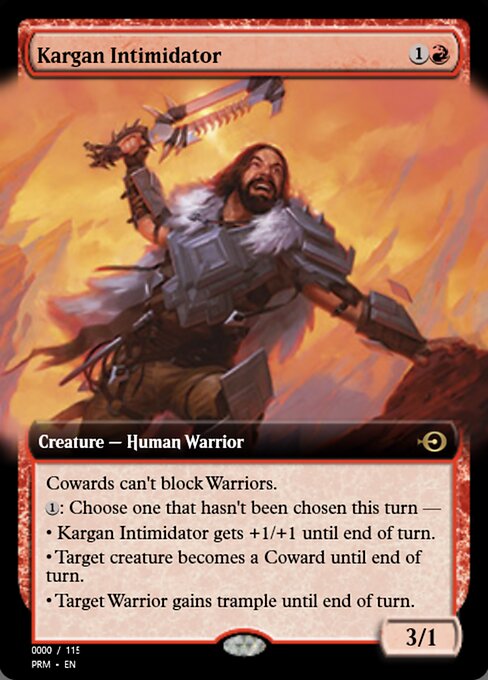 Kargan Intimidator
1
Creature — Human Warrior
Cowards can't block Warriors.
1: Choose one that hasn't been chosen this turn —
• Kargan Intimidator gets +1/+1 until end of turn.
• Target creature becomes a Coward until end of
turn.
• Target Warrior gains trample until end of turn.
3/1
0000 / 115
PRM • EN